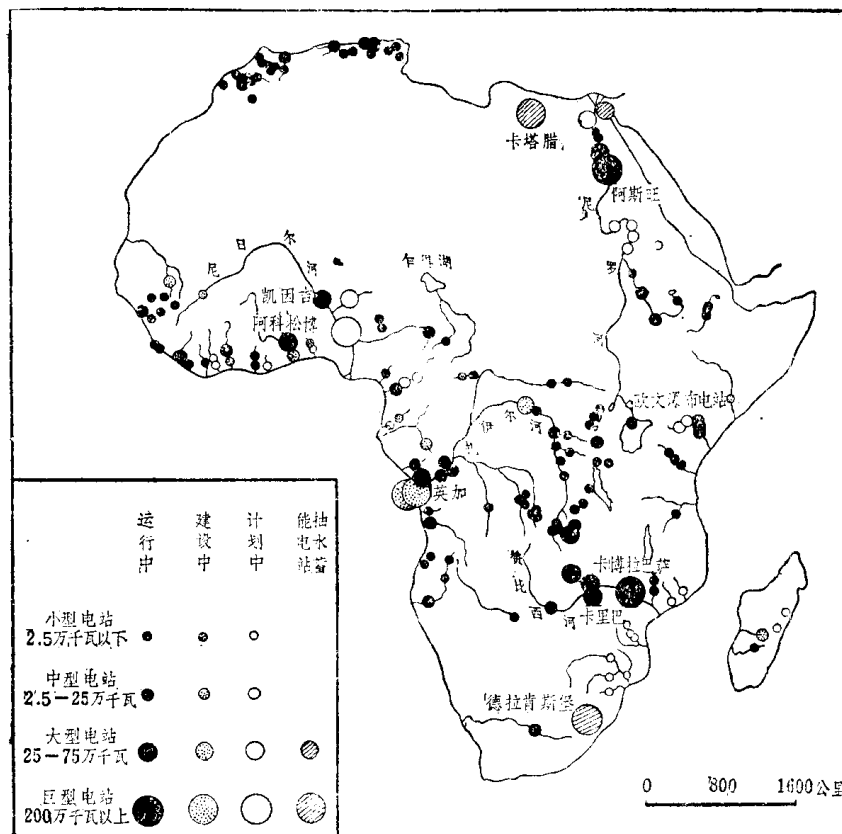 卡塔腊
阿斯旺
尼罗河
尼日尔河
乍得湖
凯因吉
阿科松博
欧文瀑布电站
扎伊尔河
英加
卡博拉巴萨
赞比西河
卡里巴
德拉肯斯堡
运行中
建设中
计划中
抽水蓄能电站
小型电站
2.5万千瓦以下
中型电站
2.5—25万千瓦
大型电站
25—75万千瓦
巨型电站
200万千瓦以上
0 800 1600公里